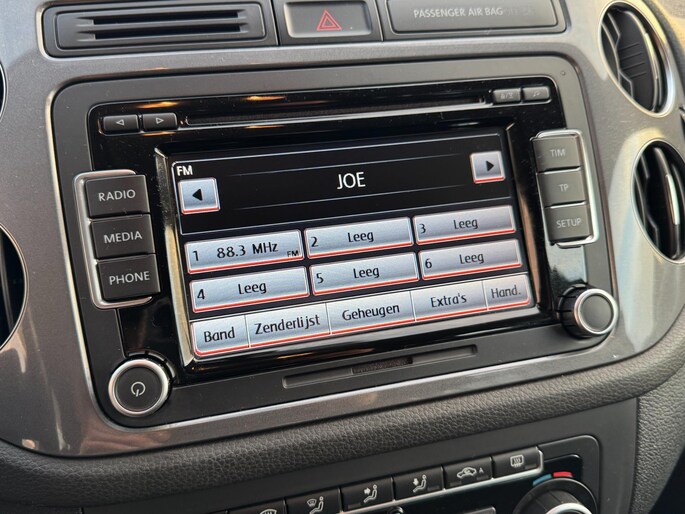 PASSENGER AIR BAG
RADIO
MEDIA
PHONE
TIM
TP
SETUP
FM
JOE
1 88.3 MHz FM
2 Leeg
3 Leeg
4 Leeg
5 Leeg
6 Leeg
Band
Zenderlijst
Geheugen
Extra's
Hand.
A